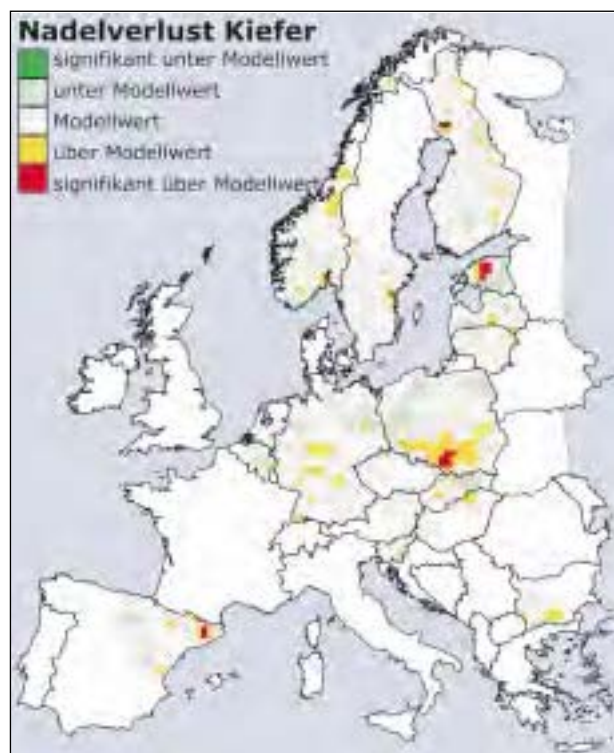 Nadelverlust Kiefer
signifikant unter Modellwert
unter Modellwert
Modellwert
über Modellwert
signifikant über Modellwert